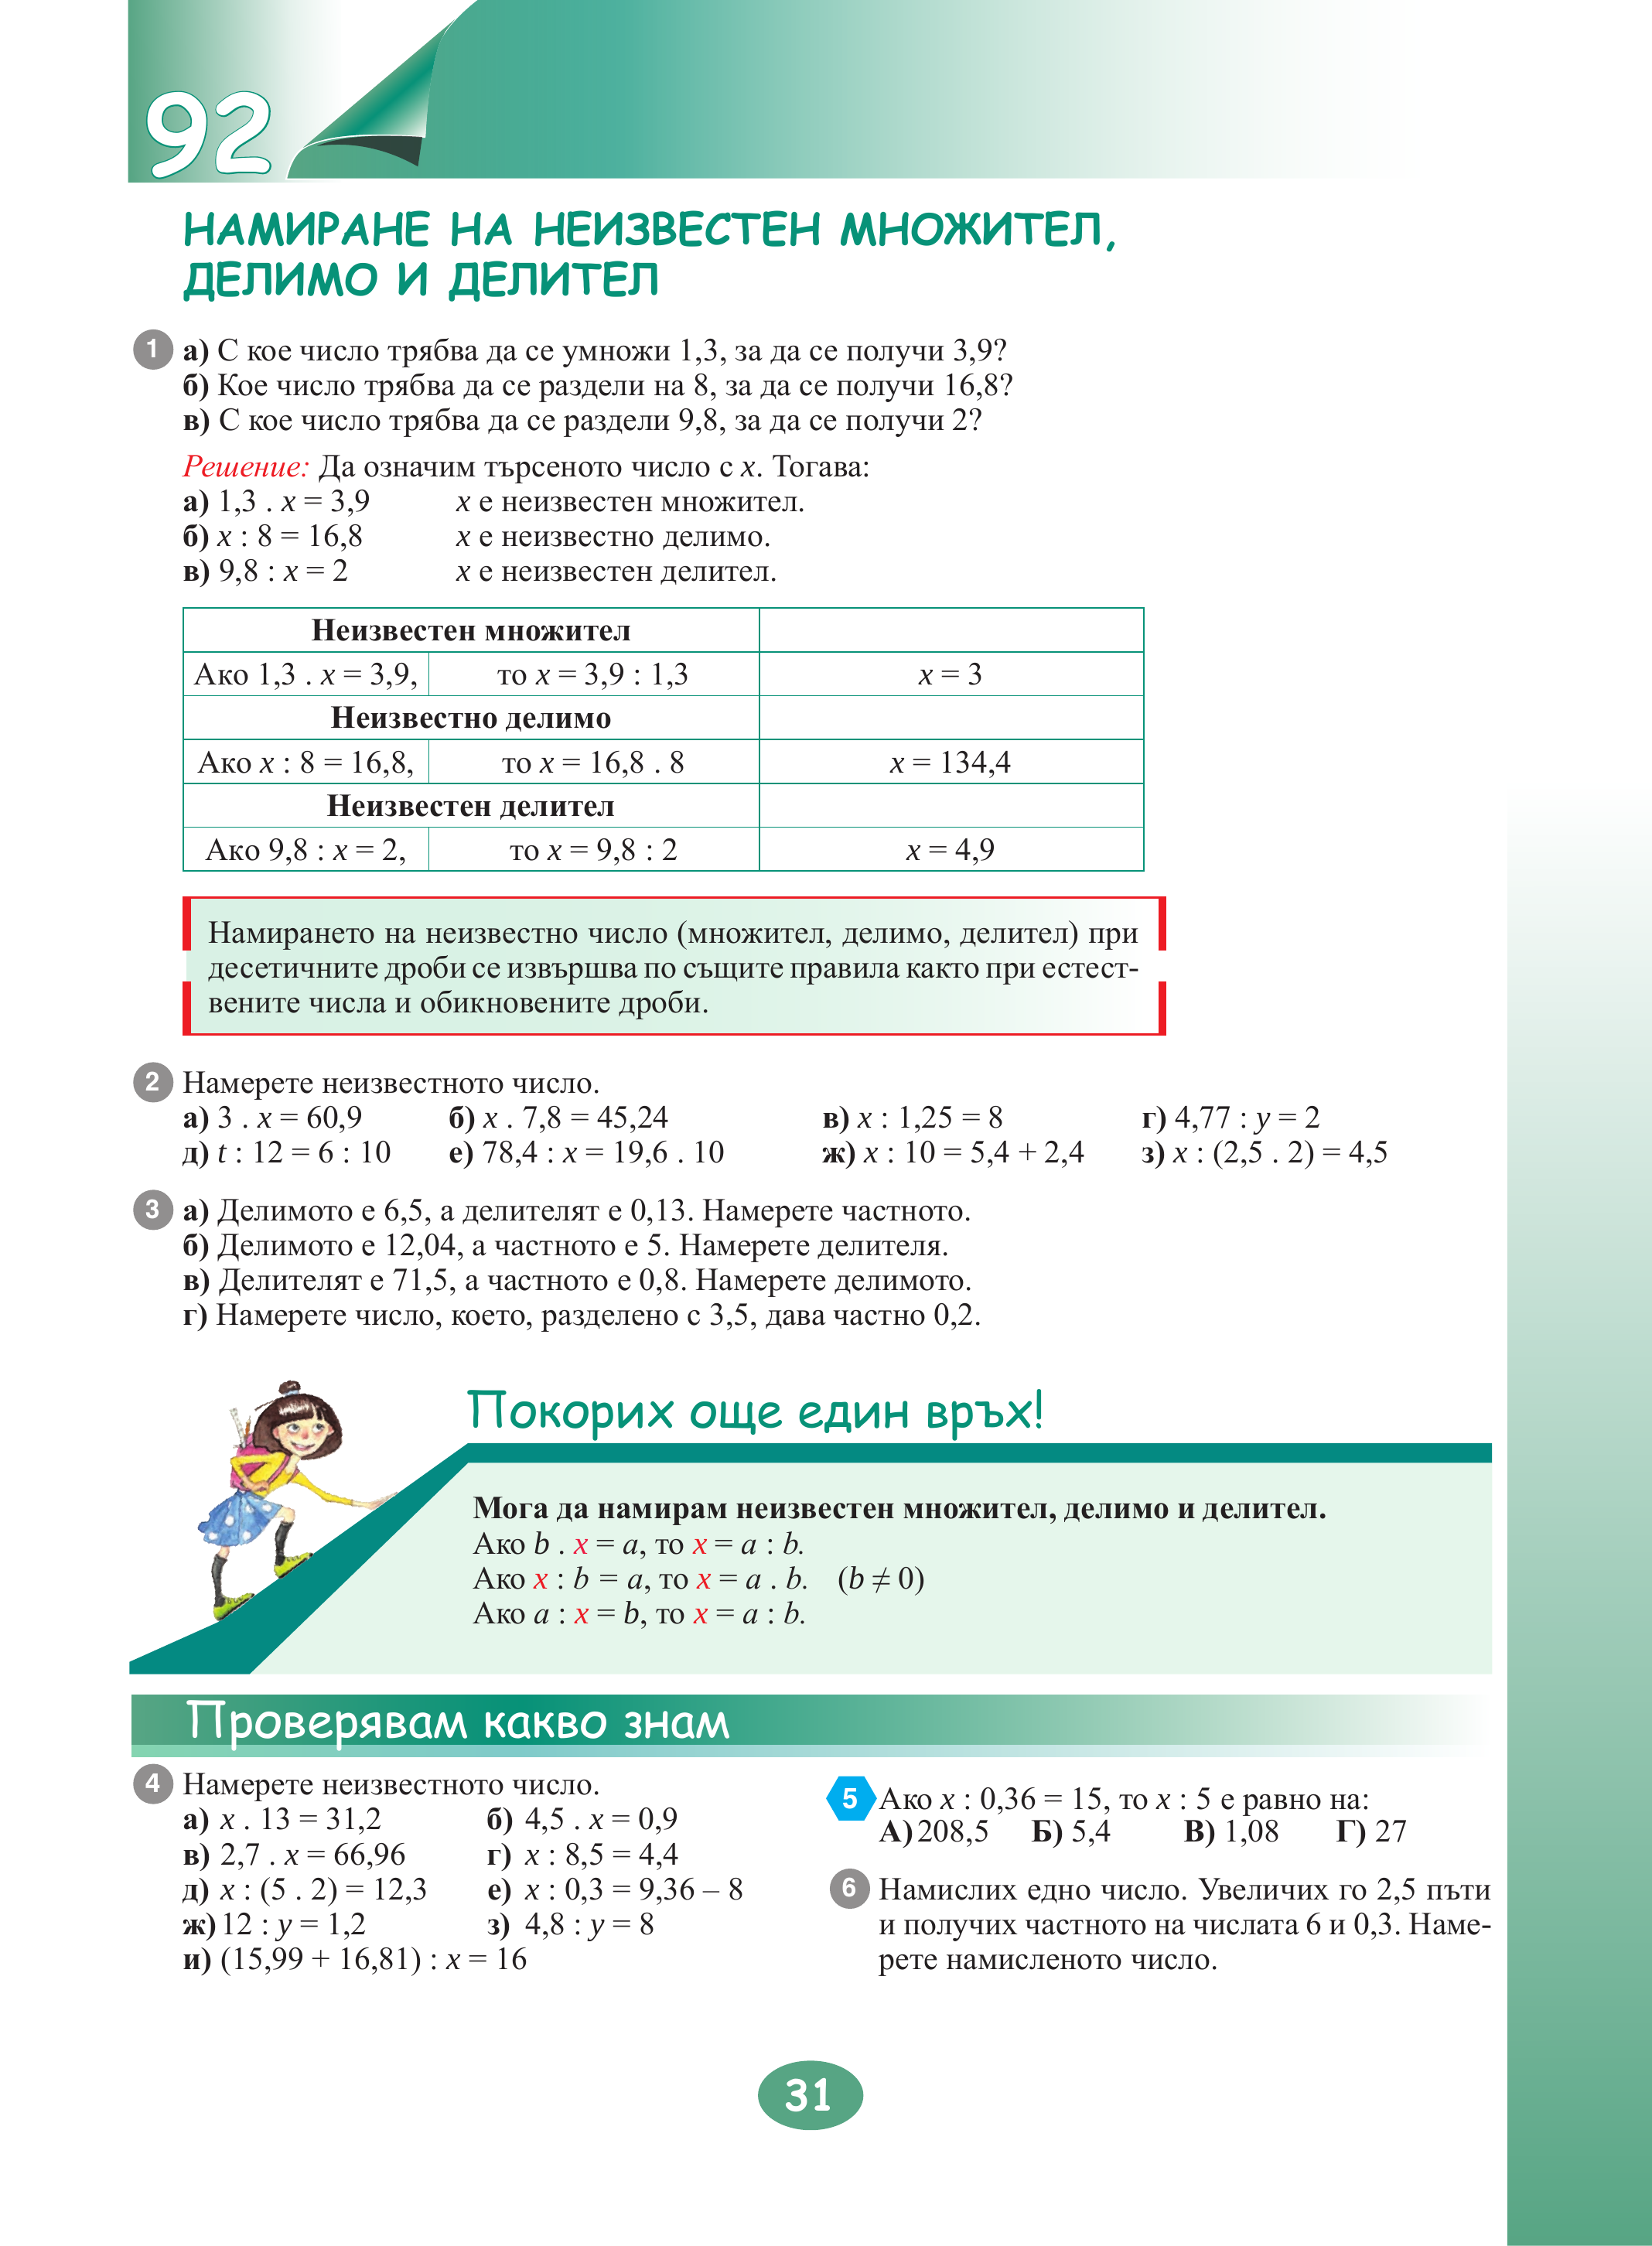 92
НАМИРАНЕ НА НЕИЗВЕСТЕН МНОЖИТЕЛ,
ДЕЛИМО И ДЕЛИТЕЛ
1 а) С кое число трябва да се умножи 1,3, за да се получи 3,9?
б) Кое число трябва да се раздели на 8, за да се получи 16,8?
в) С кое число трябва да се раздели 9,8, за да се получи 2?
Решение: Да означим търсеното число с x. Тогава:
а) 1,3 . x = 3,9 x е неизвестен множител.
б) x : 8 = 16,8 x е неизвестно делимо.
в) 9,8 : x = 2 x е неизвестен делител.
Неизвестен множител
Ако 1,3 . x = 3,9, то x = 3,9 : 1,3 x = 3
Неизвестно делимо
Ако x : 8 = 16,8, то x = 16,8 . 8 x = 134,4
Неизвестен делител
Ако 9,8 : x = 2, то x = 9,8 : 2 x = 4,9
Намирането на неизвестно число (множител, делимо, делител) при
десетичните дроби се извършва по същите правила както при естест-
вените числа и обикновените дроби.
2 Намерете неизвестното число.
а) 3 . x = 60,9 б) x . 7,8 = 45,24 в) x : 1,25 = 8 г) 4,77 : y = 2
д) t : 12 = 6 : 10 е) 78,4 : x = 19,6 . 10 ж) x : 10 = 5,4 + 2,4 з) x : (2,5 . 2) = 4,5
3 а) Делимото е 6,5, а делителят е 0,13. Намерете частното.
б) Делимото е 12,04, а частното е 5. Намерете делителя.
в) Делителят е 71,5, а частното е 0,8. Намерете делимото.
г) Намерете число, което, разделено с 3,5, дава частно 0,2.
Покорих още един връх!
Мога да намирам неизвестен множител, делимо и делител.
Ако b . x = a, то x = a : b.
Ако x : b = a, то x = a . b. (b ≠ 0)
Ако a : x = b, то x = a : b.
Проверявам какво знам
4 Намерете неизвестното число.
а) x . 13 = 31,2 б) 4,5 . x = 0,9
в) 2,7 . x = 66,96 г) x : 8,5 = 4,4
д) x : (5 . 2) = 12,3 е) x : 0,3 = 9,36 – 8
ж) 12 : y = 1,2 з) 4,8 : y = 8
и) (15,99 + 16,81) : x = 16
5 Ако x : 0,36 = 15, то x : 5 е равно на:
А) 208,5 Б) 5,4 В) 1,08 Г) 27
6 Намислих едно число. Увеличих го 2,5 пъти
и получих частното на числата 6 и 0,3. Наме-
рете намисленото число.
31